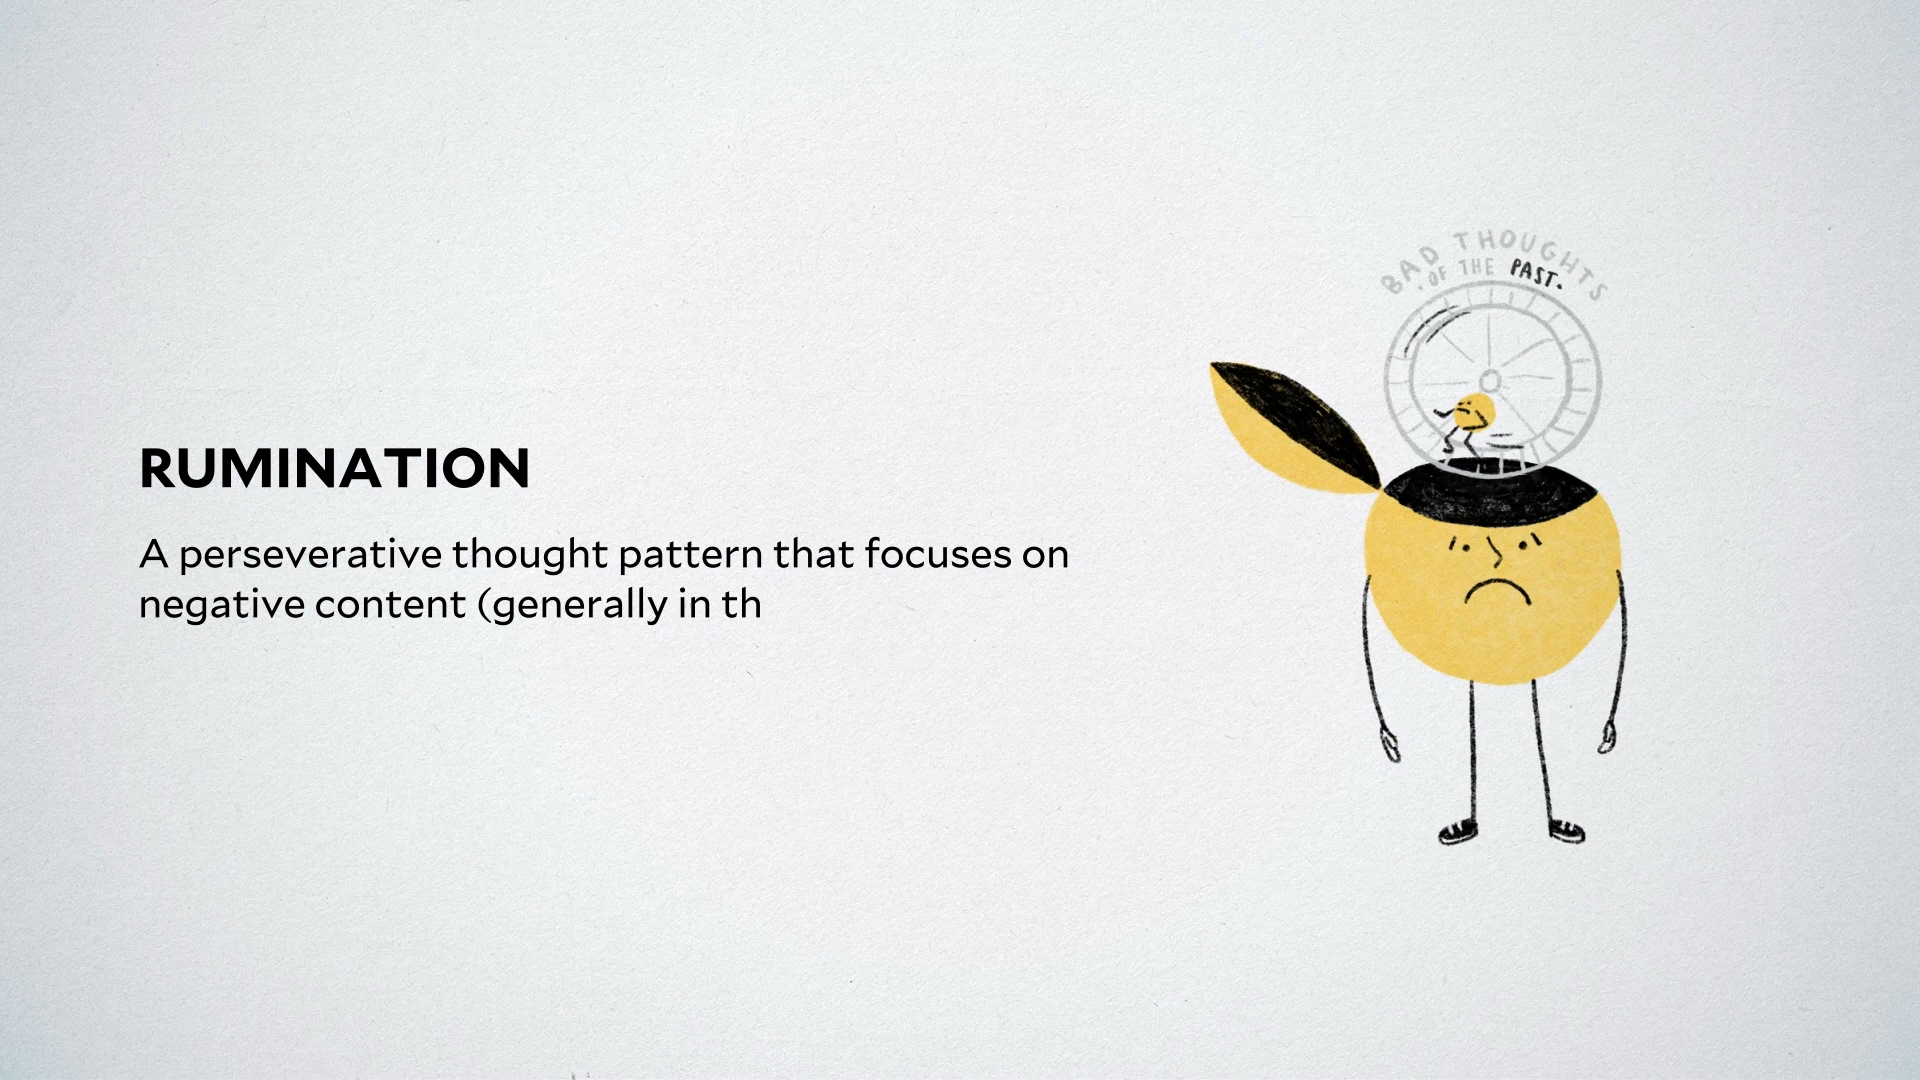 RUMINATION
A perseverative thought pattern that focuses on
negative content (generally in th
BAD THOUGHTS
OF THE PAST.